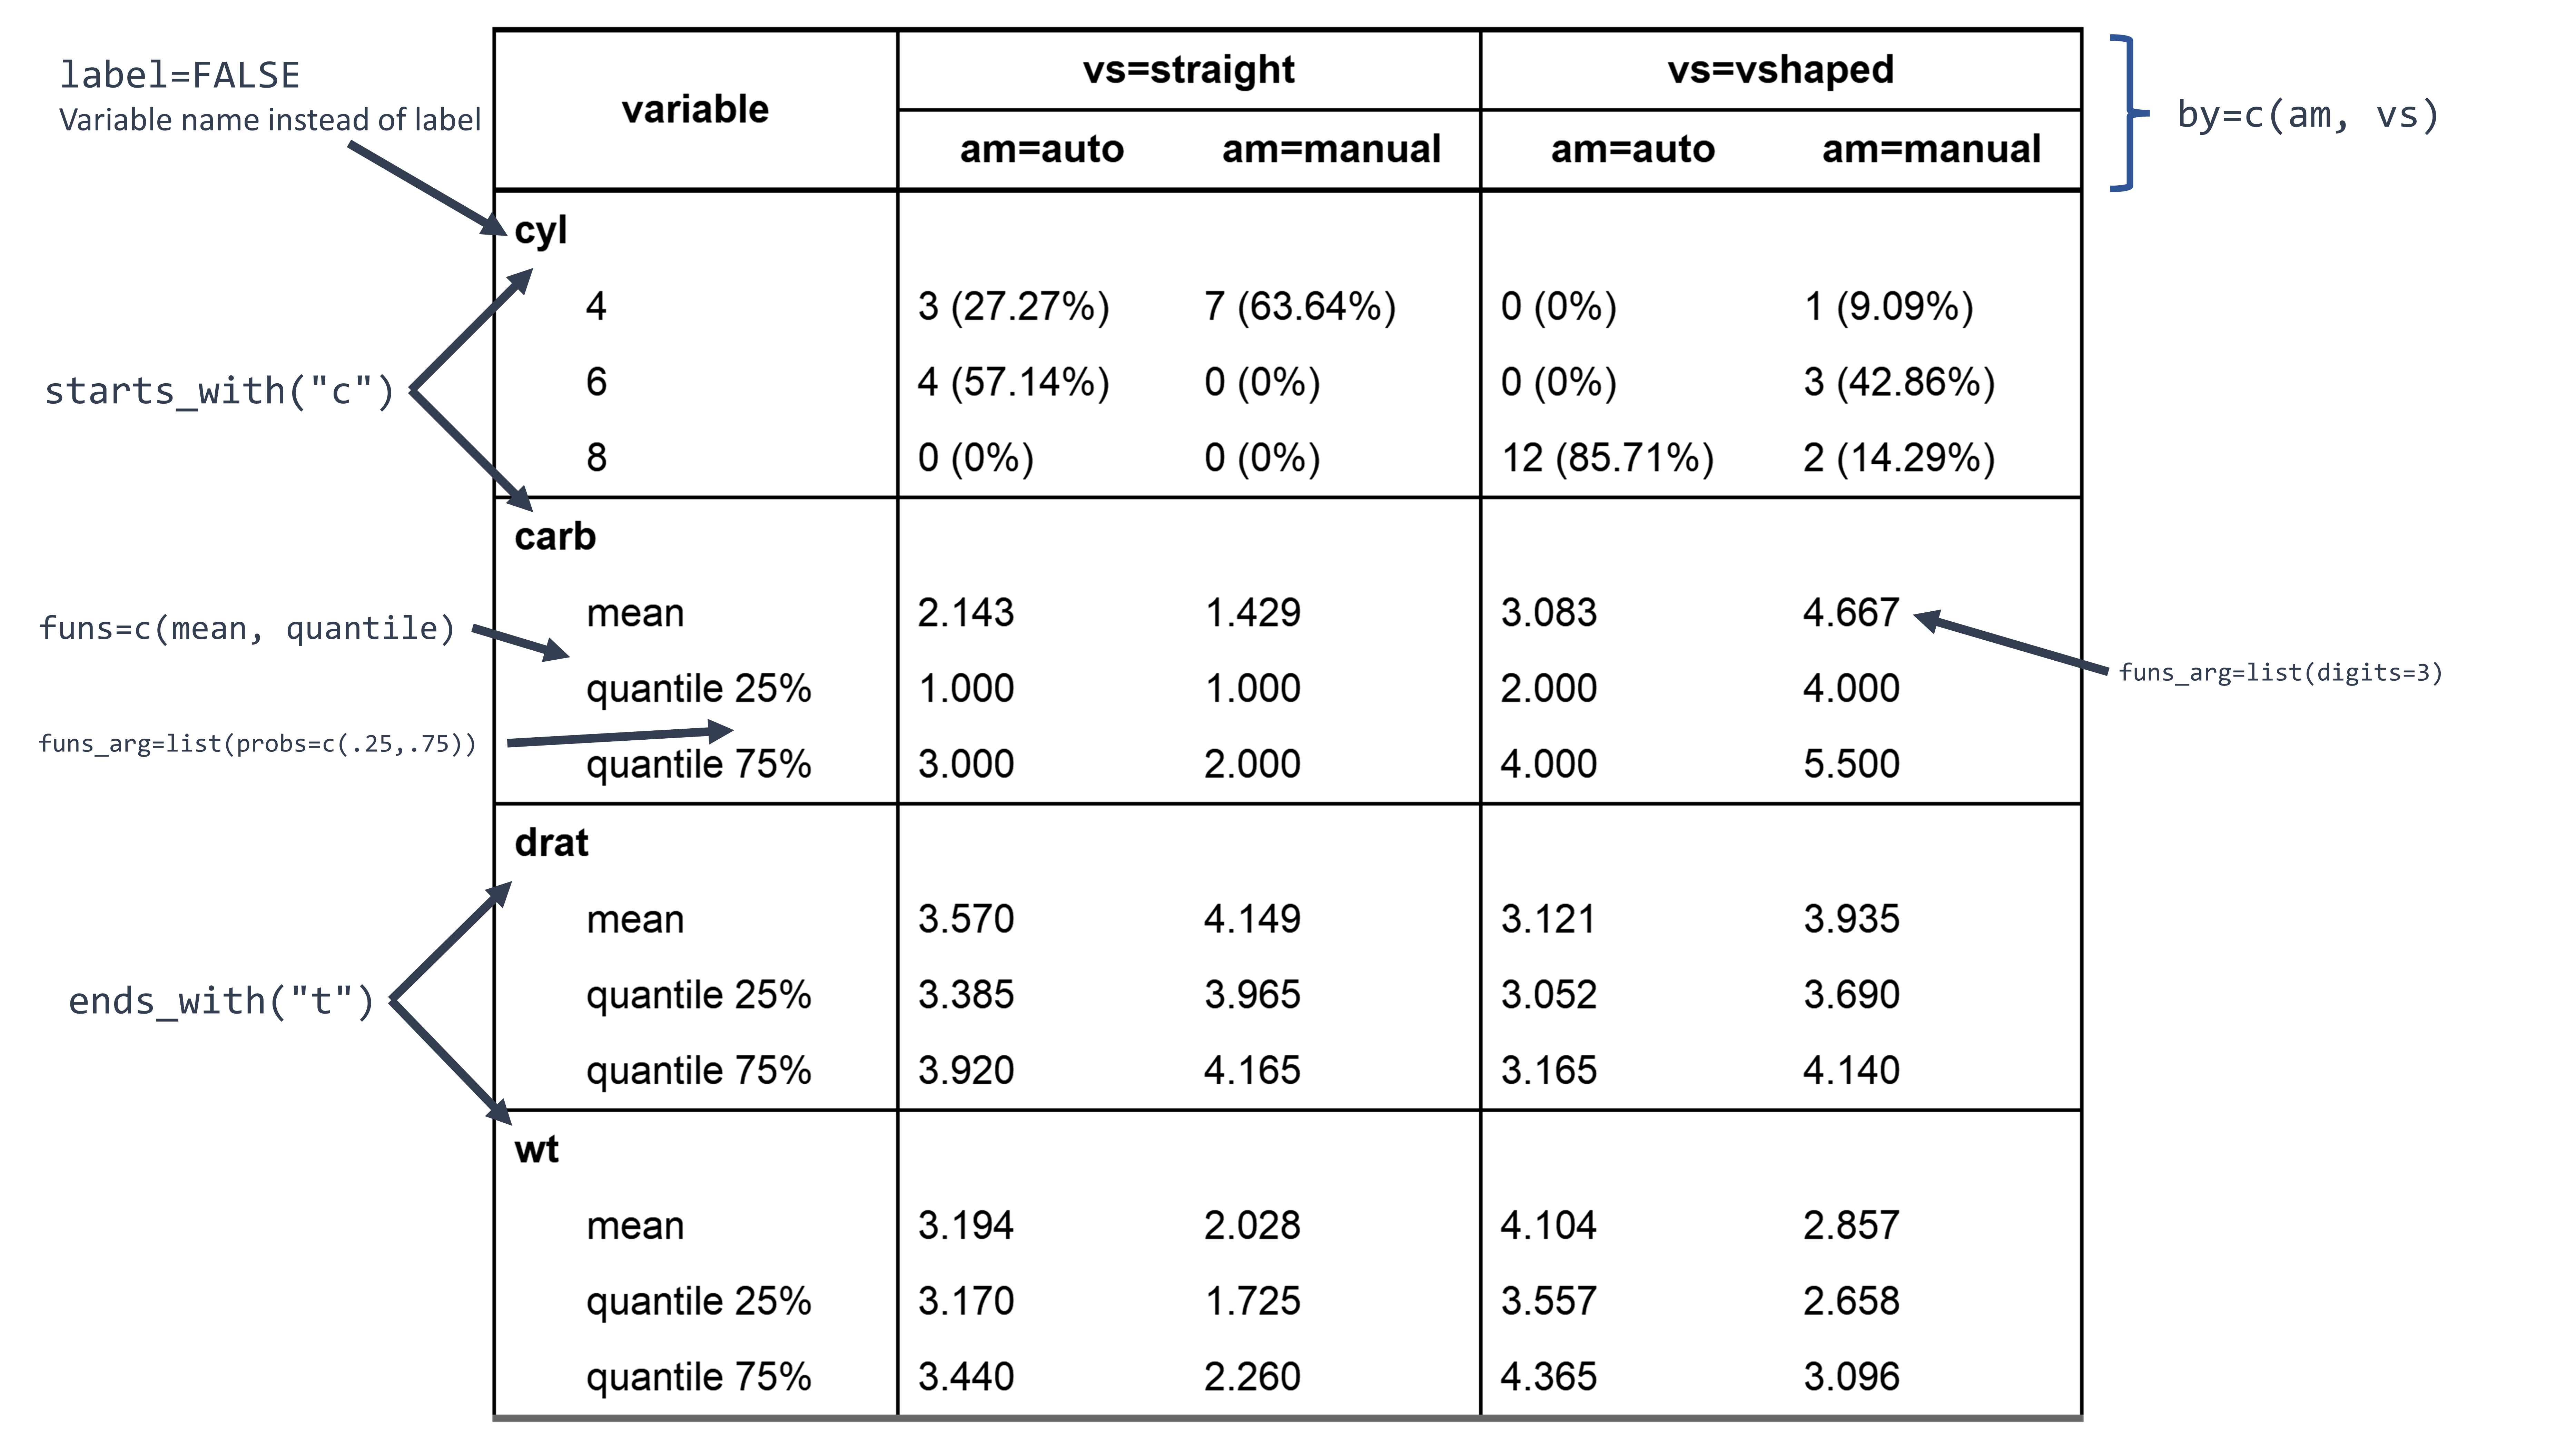 label=FALSE
Variable name instead of label
variable
vs=straight vs=vshaped
am=auto am=manual am=auto am=manual
by=c(am, vs)
cyl
4 3 (27.27%) 7 (63.64%) 0 (0%) 1 (9.09%)
6 4 (57.14%) 0 (0%) 0 (0%) 3 (42.86%)
starts_with("c")
8 0 (0%) 0 (0%) 12 (85.71%) 2 (14.29%)
carb
mean 2.143 1.429 3.083 4.667
funs=c(mean, quantile)
funs_arg=list(digits=3)
quantile 25% 1.000 1.000 2.000 4.000
funs_arg=list(probs=c(.25,.75))
quantile 75% 3.000 2.000 4.000 5.500
drat
mean 3.570 4.149 3.121 3.935
quantile 25% 3.385 3.965 3.052 3.690
ends_with("t")
quantile 75% 3.920 4.165 3.165 4.140
wt
mean 3.194 2.028 4.104 2.857
quantile 25% 3.170 1.725 3.557 2.658
quantile 75% 3.440 2.260 4.365 3.096